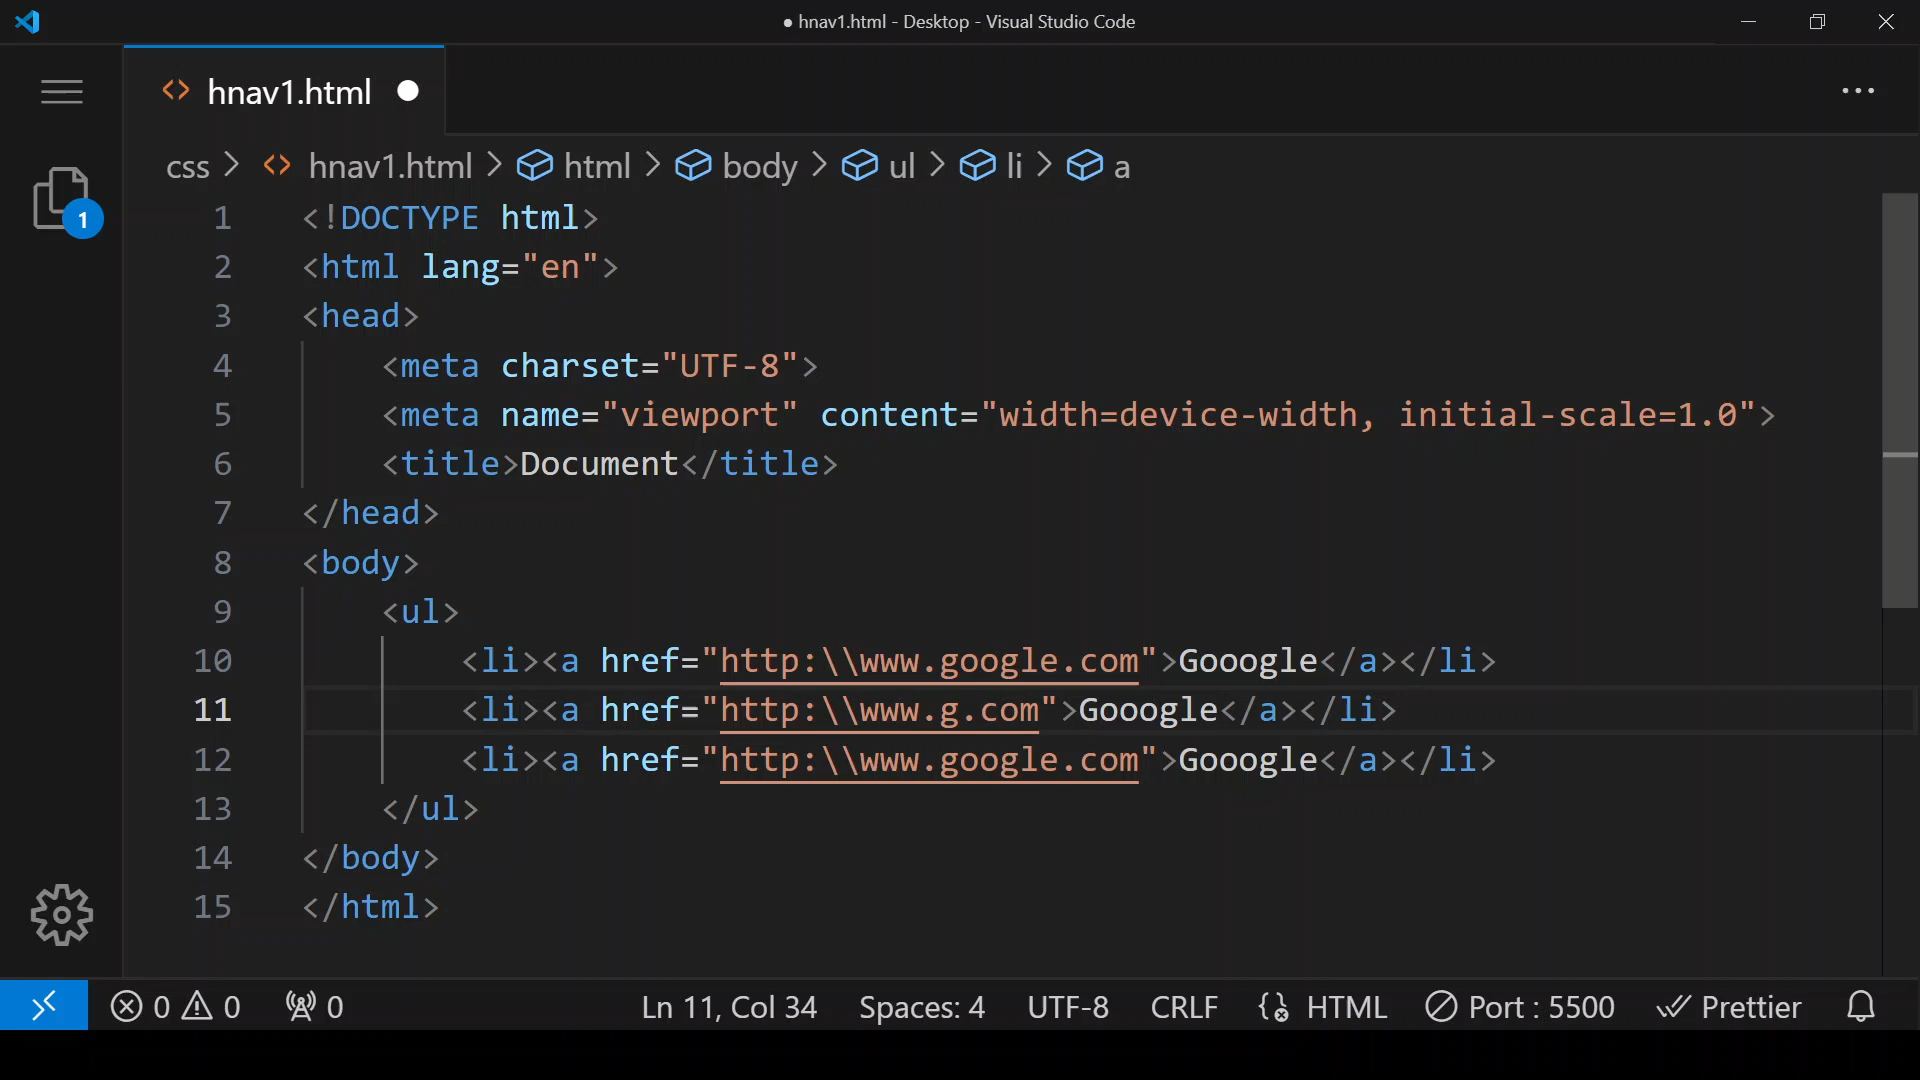 ● hnav1.html - Desktop - Visual Studio Code
hnav1.html
css > hnav1.html > html > body > ul > li > a
1
1 <!DOCTYPE html>
2 <html lang="en">
3 <head>
4     <meta charset="UTF-8">
5     <meta name="viewport" content="width=device-width, initial-scale=1.0">
6     <title>Document</title>
7 </head>
8 <body>
9     <ul>
10         <li><a href="http:\\www.google.com">Gooogle</a></li>
11         <li><a href="http:\\www.g.com">Gooogle</a></li>
12         <li><a href="http:\\www.google.com">Gooogle</a></li>
13     </ul>
14 </body>
15 </html>
0 0 0 Ln 11, Col 34 Spaces: 4 UTF-8 CRLF HTML Port : 5500 Prettier